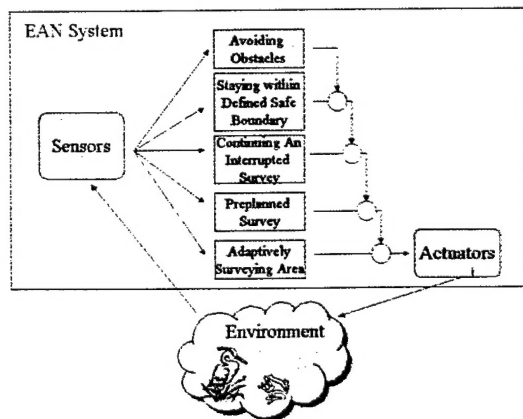 EAN System
Avoiding
Obstacles
Staying within
Defined Safe
Boundary
Sensors
Continuing An
Interrupted
Survey
Preplanned
Survey
Adaptively
Surveying Area
Actuators
Environment